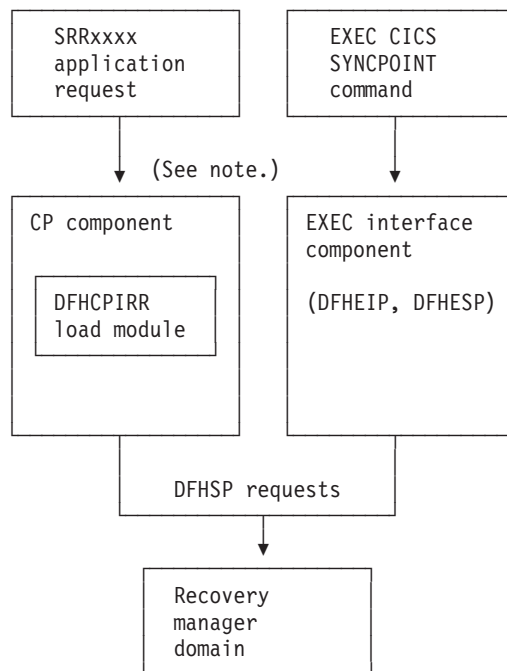 SRRxxxx
application
request
EXEC CICS
SYNCPOINT
command
(See note.)
CP component
DFHCPIRR
load module
EXEC interface
component
(DFHEIP, DFHESP)
DFHSP requests
Recovery
manager
domain